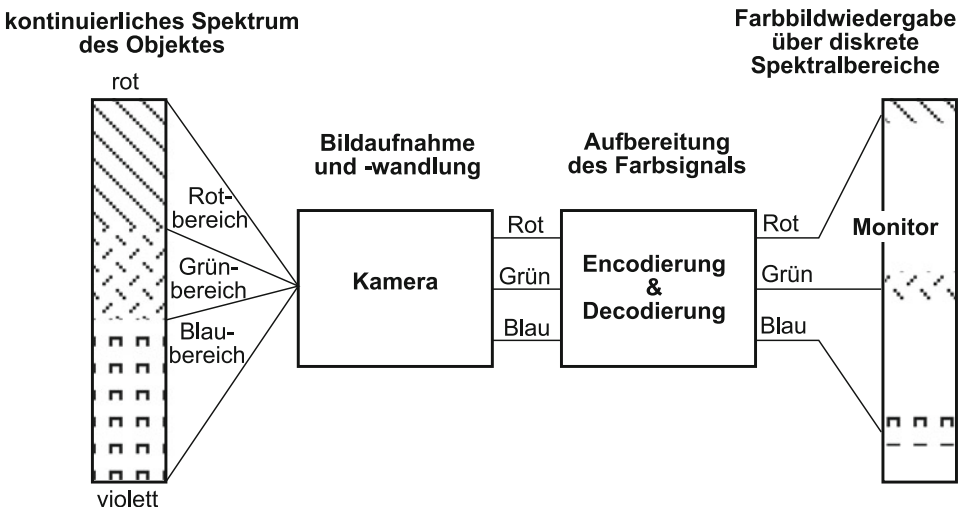 kontinuierliches Spektrum
des Objektes
rot
Rot-
bereich
Grün-
bereich
Blau-
bereich
violett
Bildaufnahme
und -wandlung
Kamera
Rot
Grün
Blau
Aufbereitung
des Farbsignals
Encodierung
&
Decodierung
Rot
Grün
Blau
Farbbildwiedergabe
über diskrete
Spektralbereiche
Monitor